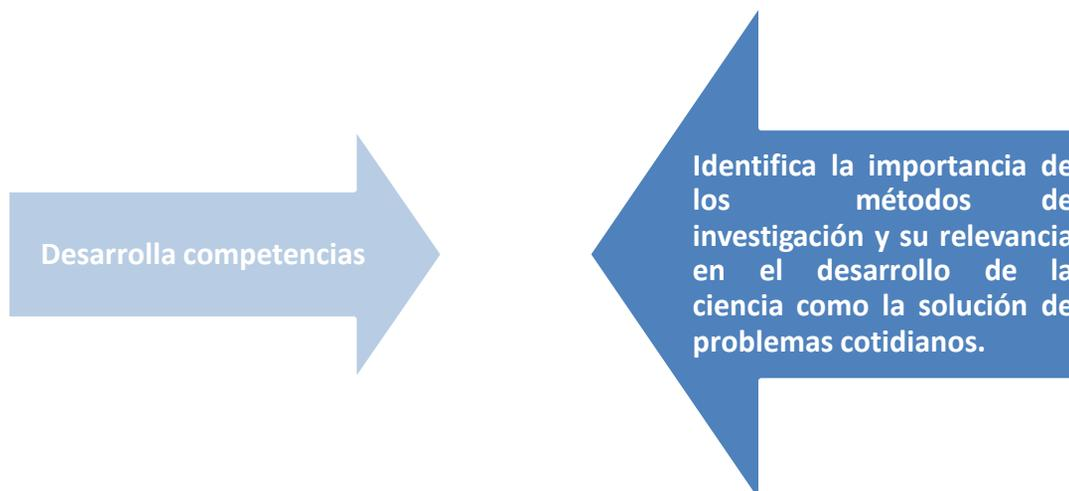 Desarrolla competencias
Identifica la importancia de
los métodos de
investigación y su relevancia
en el desarrollo de la
ciencia como la solución de
problemas cotidianos.